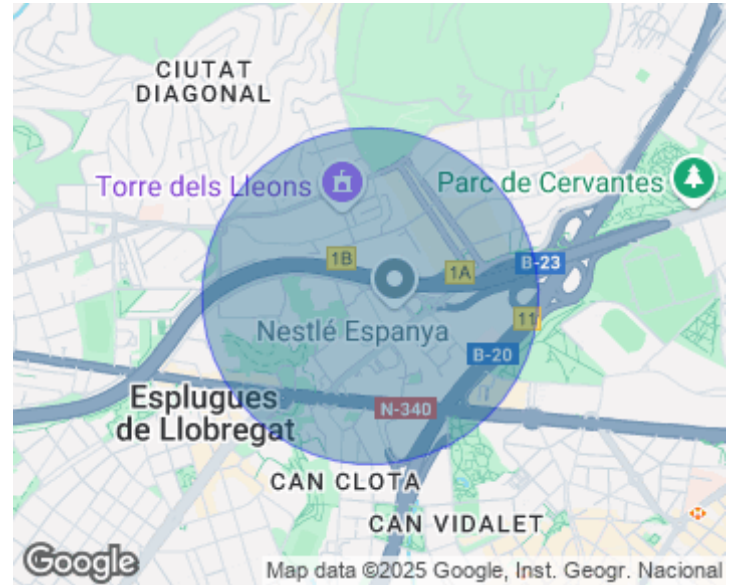 CIUTAT
DIAGONAL
Torre dels Lleons
Parc de Cervantes
1B
1A
B-23
Nestlé Espanya
11
B-20
Esplugues
de Llobregat
N-340
CAN CLOTA
CAN VIDALET
Google
Map data ©2025 Google, Inst. Geogr. Nacional